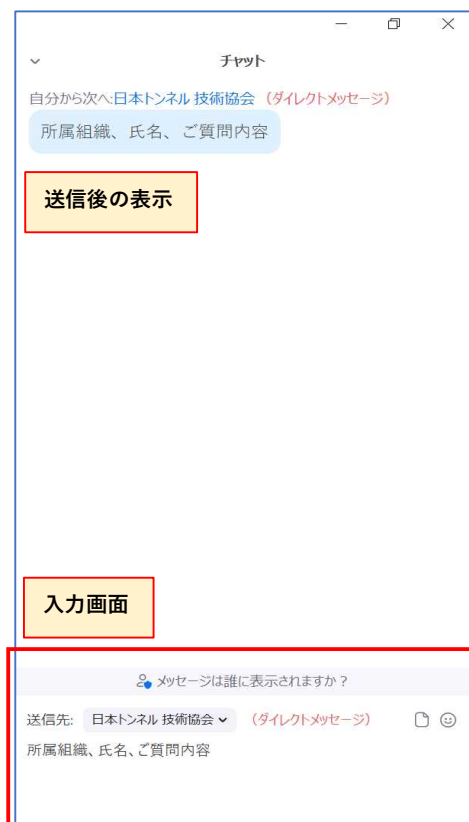 チャット
自分から次へ:日本トンネル 技術協会 （ダイレクトメッセージ）
所属組織、氏名、ご質問内容
送信後の表示
入力画面
メッセージは誰に表示されますか？
送信先: 日本トンネル 技術協会 （ダイレクトメッセージ）
所属組織、氏名、ご質問内容